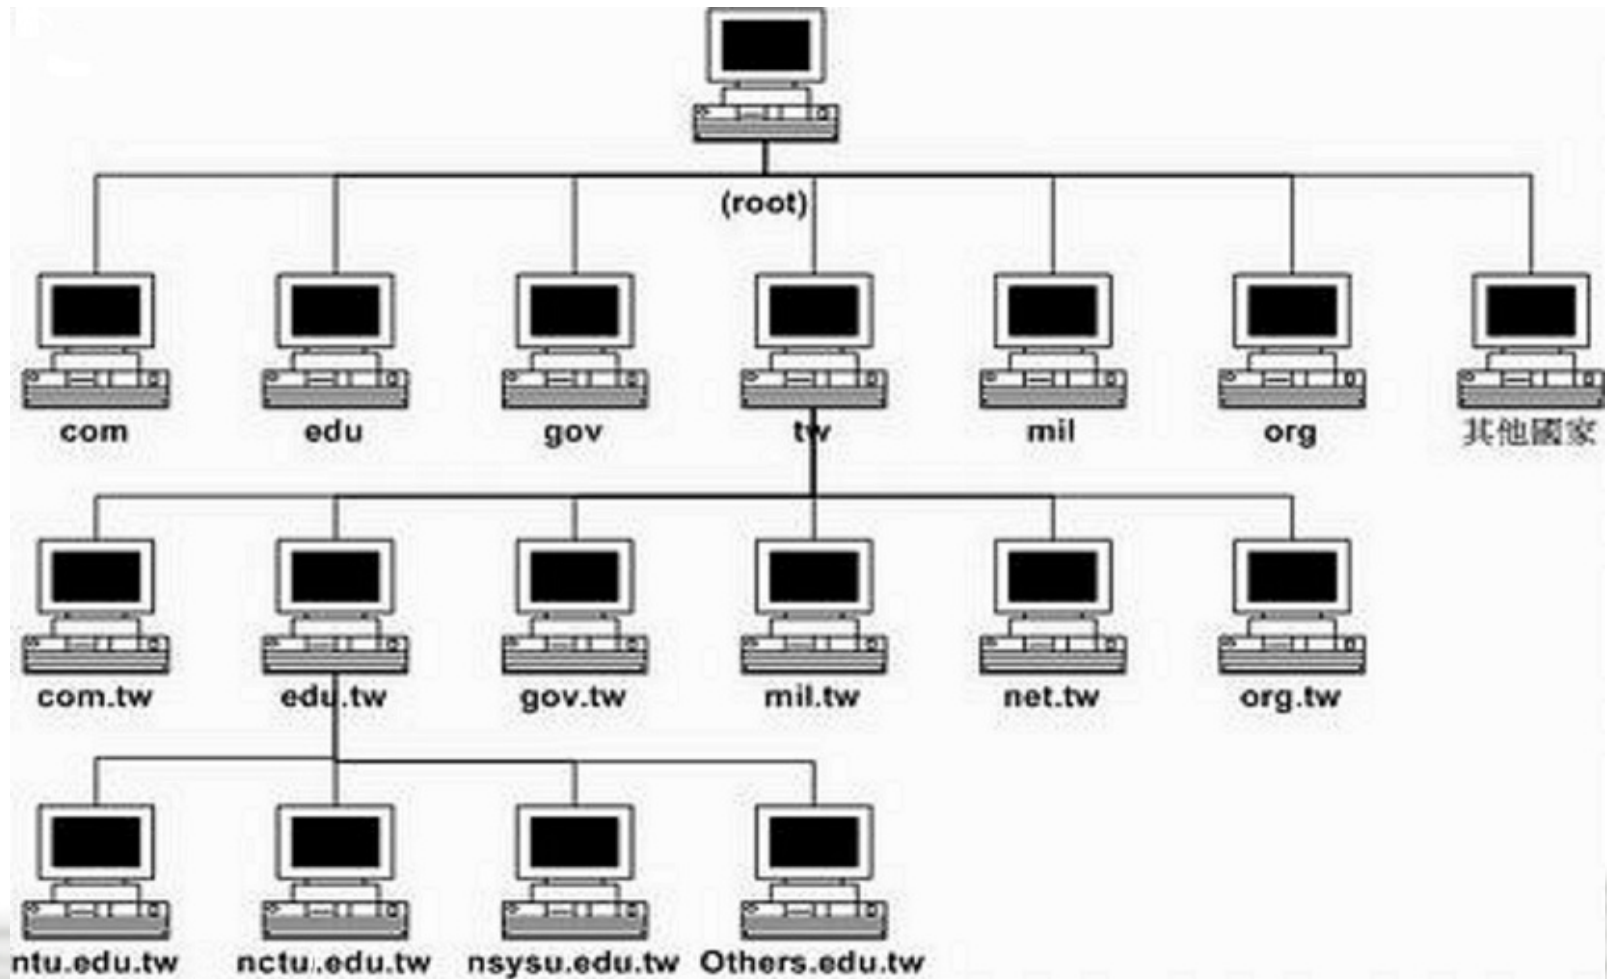 (root)
com edu gov tw mil org 其他國家
com.tw edu.tw gov.tw mil.tw net.tw org.tw
ntu.edu.tw nctu.edu.tw nsysu.edu.tw Others.edu.tw